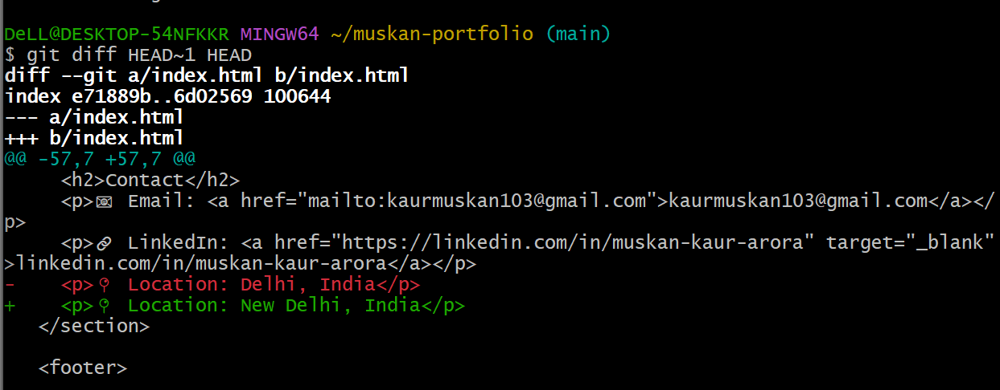 DeLL@DESKTOP-54NFKKR MINGW64 ~/muskan-portfolio (main)
$ git diff HEAD~1 HEAD
diff --git a/index.html b/index.html
index e71889b..6d02569 100644
--- a/index.html
+++ b/index.html
@@ -57,7 +57,7 @@
     <h2>Contact</h2>
     <p>📧 Email: <a href="mailto:kaurmuskan103@gmail.com">kaurmuskan103@gmail.com</a></
p>
     <p>🔗 LinkedIn: <a href="https://linkedin.com/in/muskan-kaur-arora" target="_blank"
>linkedin.com/in/muskan-kaur-arora</a></p>
-    <p>📍 Location: Delhi, India</p>
+    <p>📍 Location: New Delhi, India</p>
   </section>

   <footer>